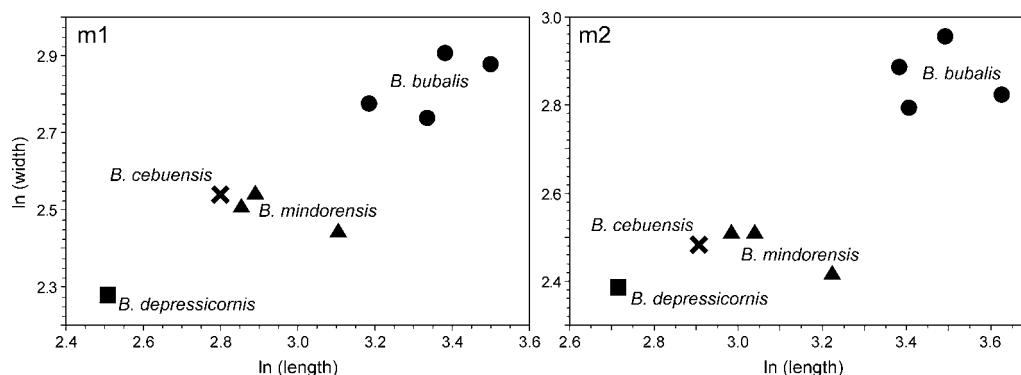 m1
2.9
2.7
2.5
2.3
ln (width)
B. bubalis
B. cebuensis
B. mindorensis
B. depressicornis
2.4 2.6 2.8 3.0 3.2 3.4 3.6
ln (length)
m2
3.0
2.8
2.6
2.4
B. bubalis
B. cebuensis
B. mindorensis
B. depressicornis
2.6 2.8 3.0 3.2 3.4 3.6
ln (length)